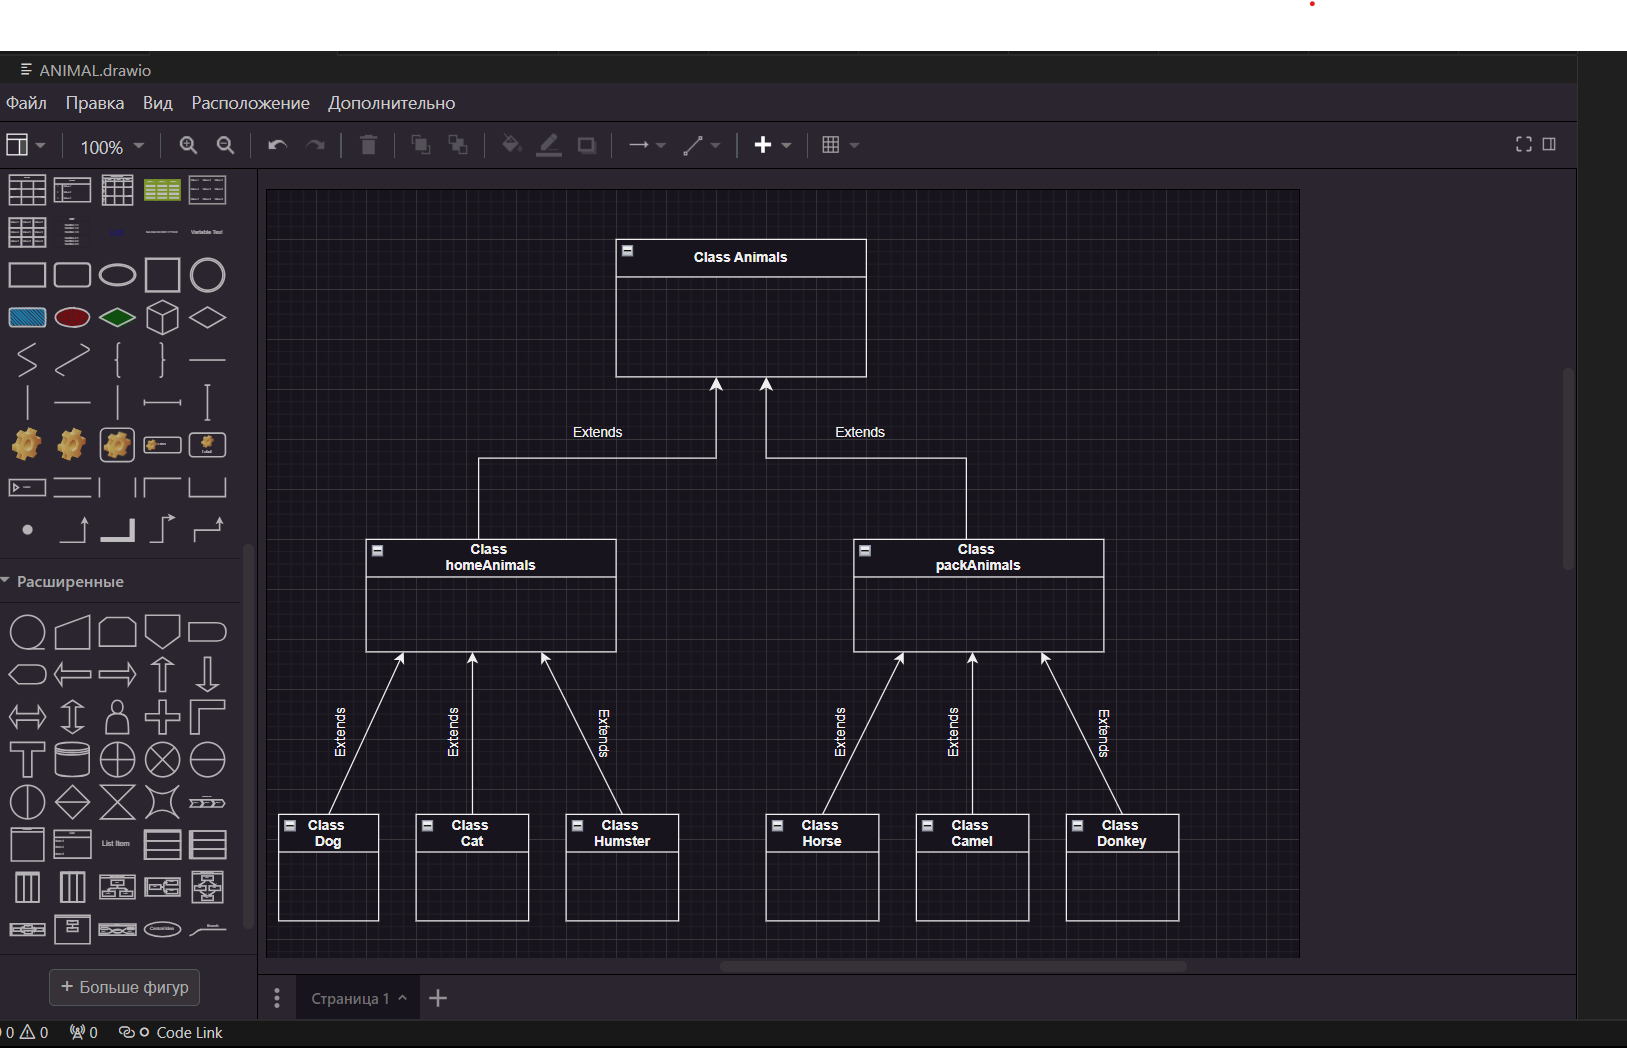 ANIMAL.drawio
Файл Правка Вид Расположение Дополнительно
100%
Variable Text
Class Animals
Extends Extends
Class
homeAnimals
Class
packAnimals
Расширенные
Extends Extends Extends Extends Extends Extends
Class
Dog
Class
Cat
Class
Humster
Class
Horse
Class
Camel
Class
Donkey
List Item
+ Больше фигур
Страница 1
0 0 0 Code Link